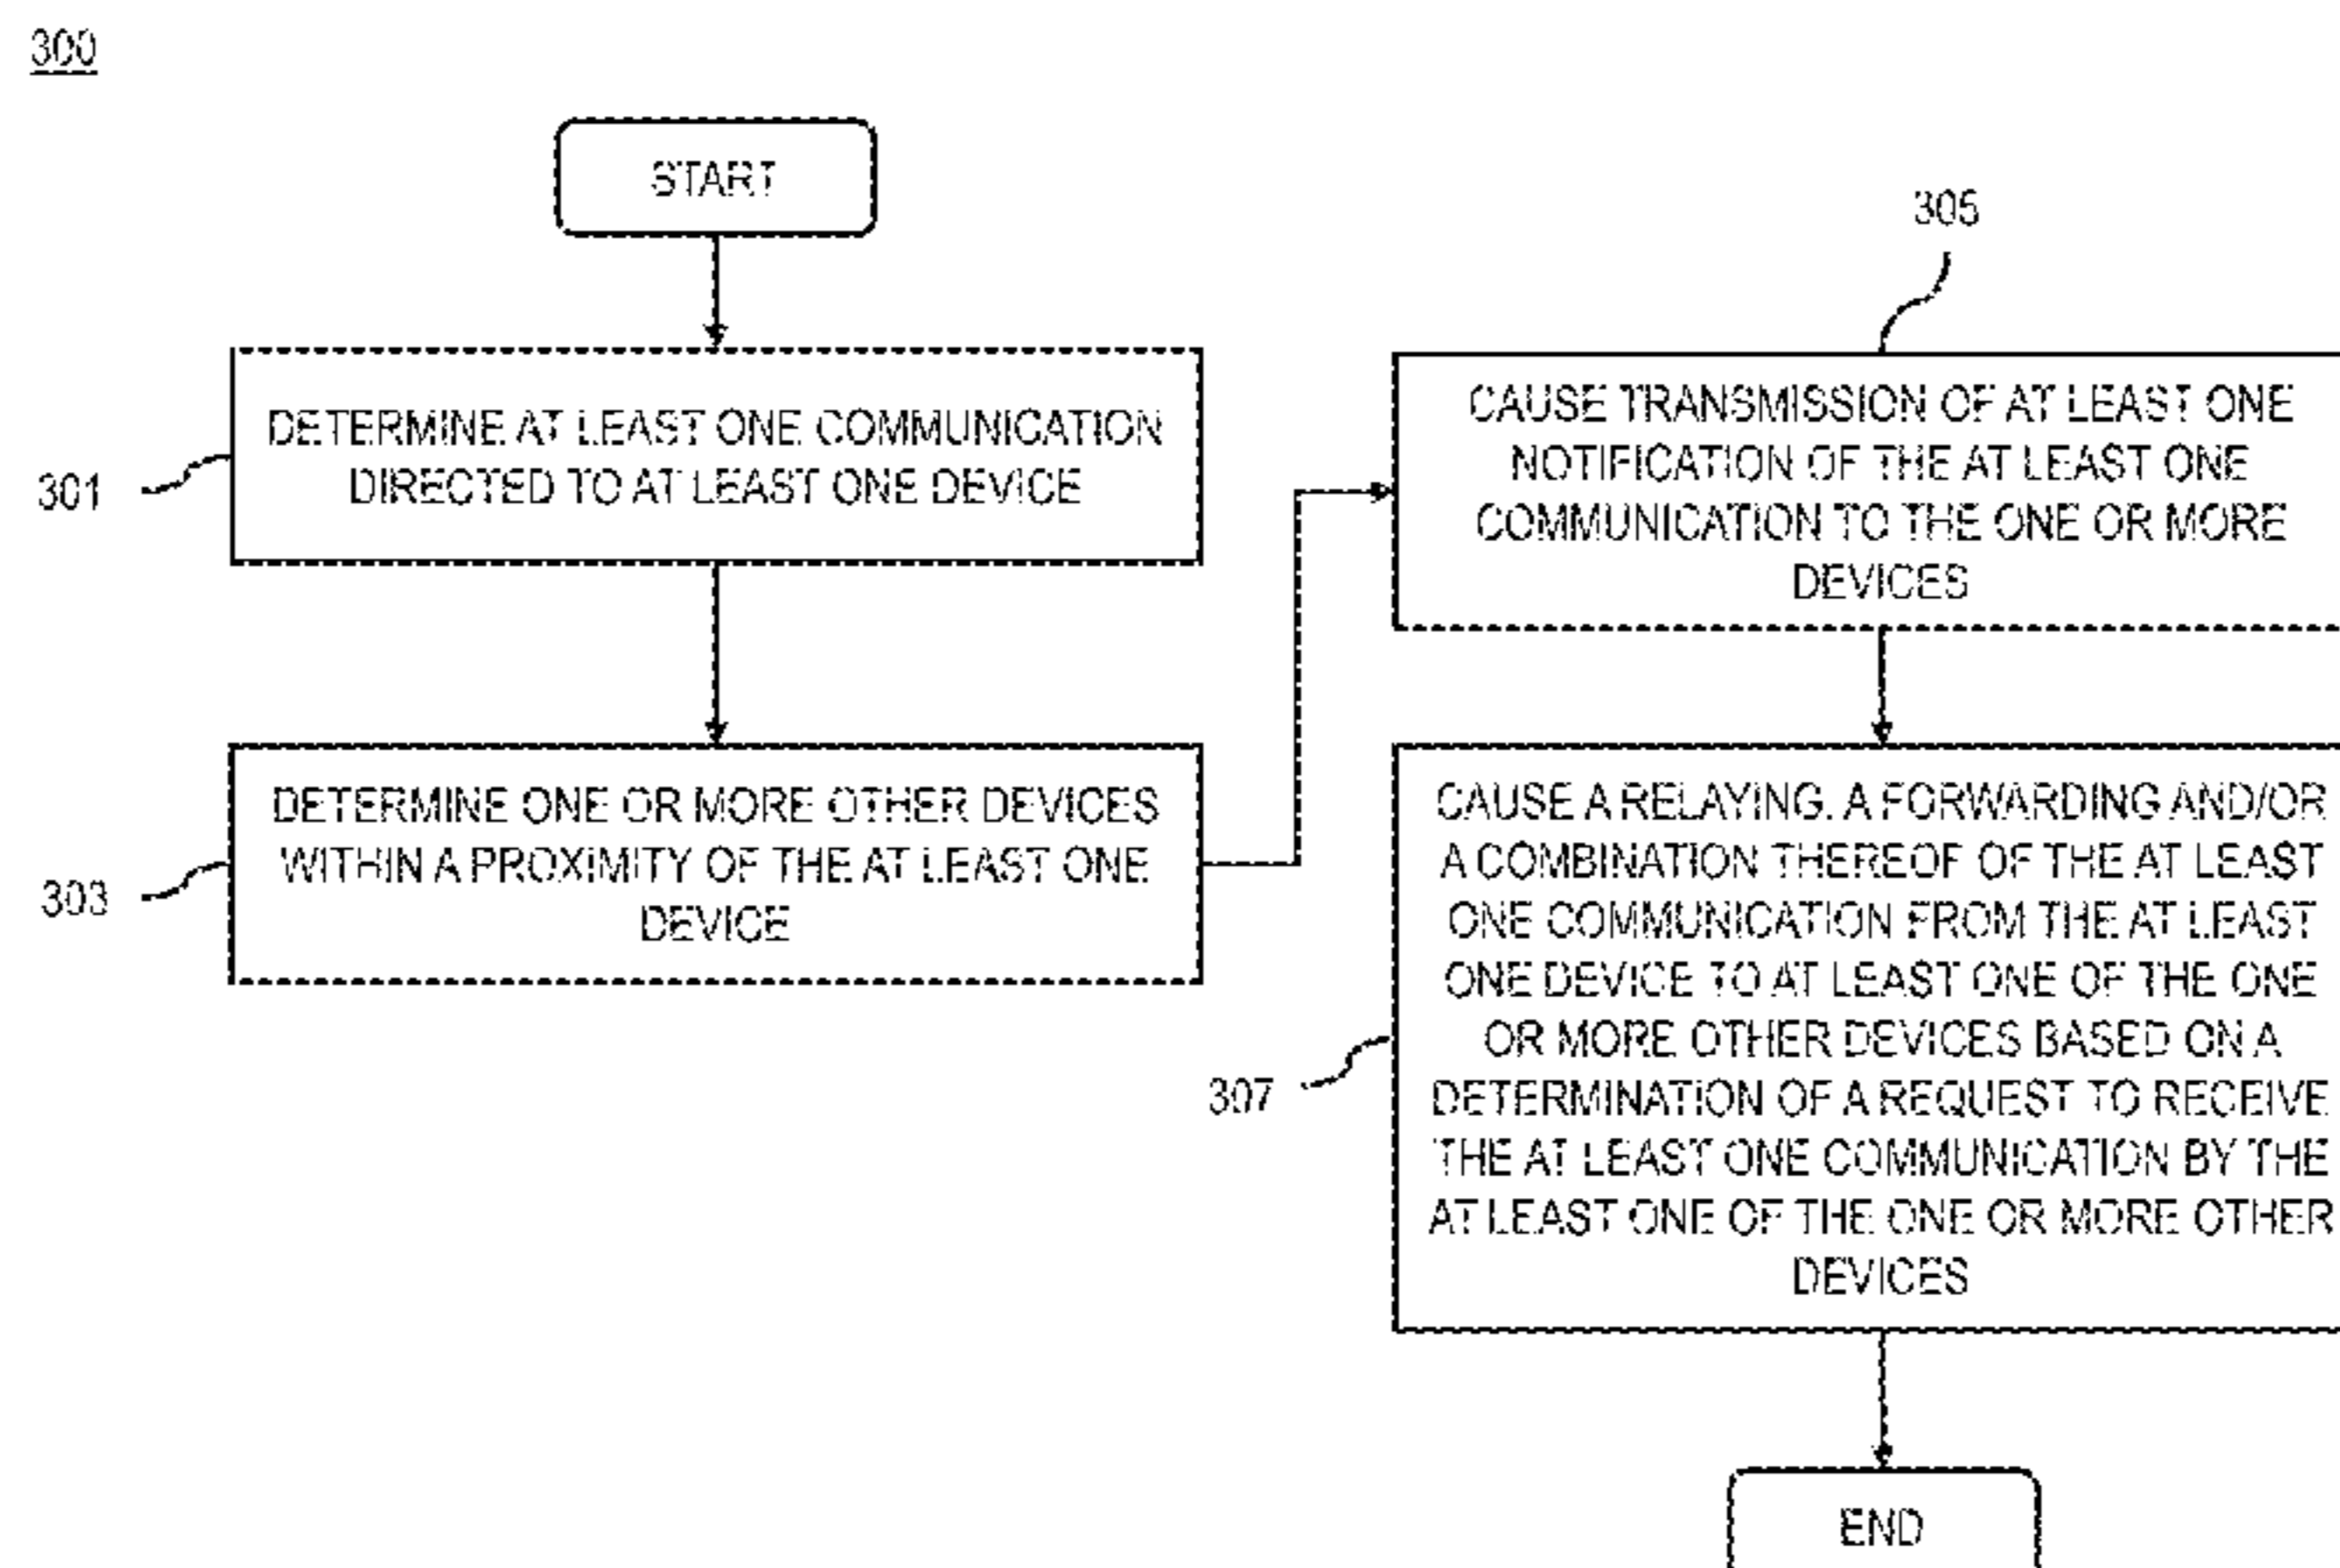 300
START
301
DETERMINE AT LEAST ONE COMMUNICATION
DIRECTED TO AT LEAST ONE DEVICE
303
DETERMINE ONE OR MORE OTHER DEVICES
WITHIN A PROXIMITY OF THE AT LEAST ONE
DEVICE
305
CAUSE TRANSMISSION OF AT LEAST ONE
NOTIFICATION OF THE AT LEAST ONE
COMMUNICATION TO THE ONE OR MORE
DEVICES
307
CAUSE A RELAYING, A FORWARDING AND/OR
A COMBINATION THEREOF OF THE AT LEAST
ONE COMMUNICATION FROM THE AT LEAST
ONE DEVICE TO AT LEAST ONE OF THE ONE
OR MORE OTHER DEVICES BASED ON A
DETERMINATION OF A REQUEST TO RECEIVE
THE AT LEAST ONE COMMUNICATION BY THE
AT LEAST ONE OF THE ONE OR MORE OTHER
DEVICES
END